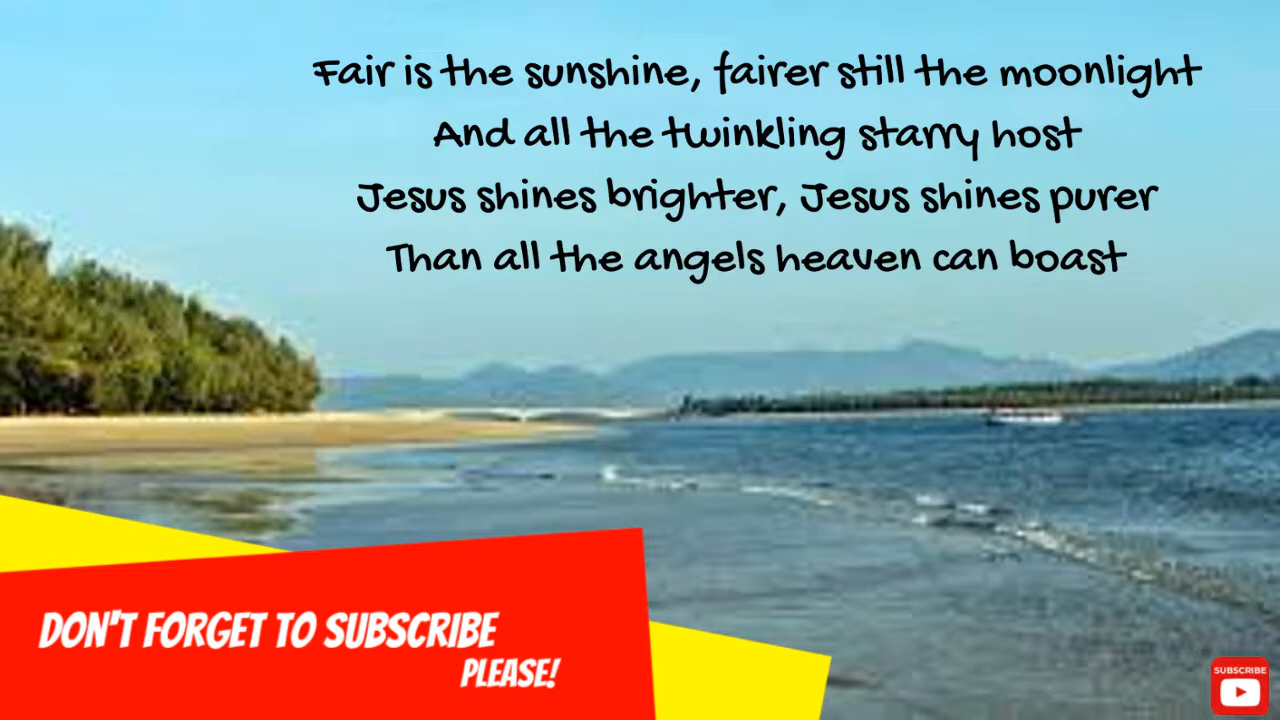 Fair is the sunshine, fairer still the moonlight
And all the twinkling starry host
Jesus shines brighter, Jesus shines purer
Than all the angels heaven can boast
DON'T FORGET TO SUBSCRIBE
PLEASE!
SUBSCRIBE